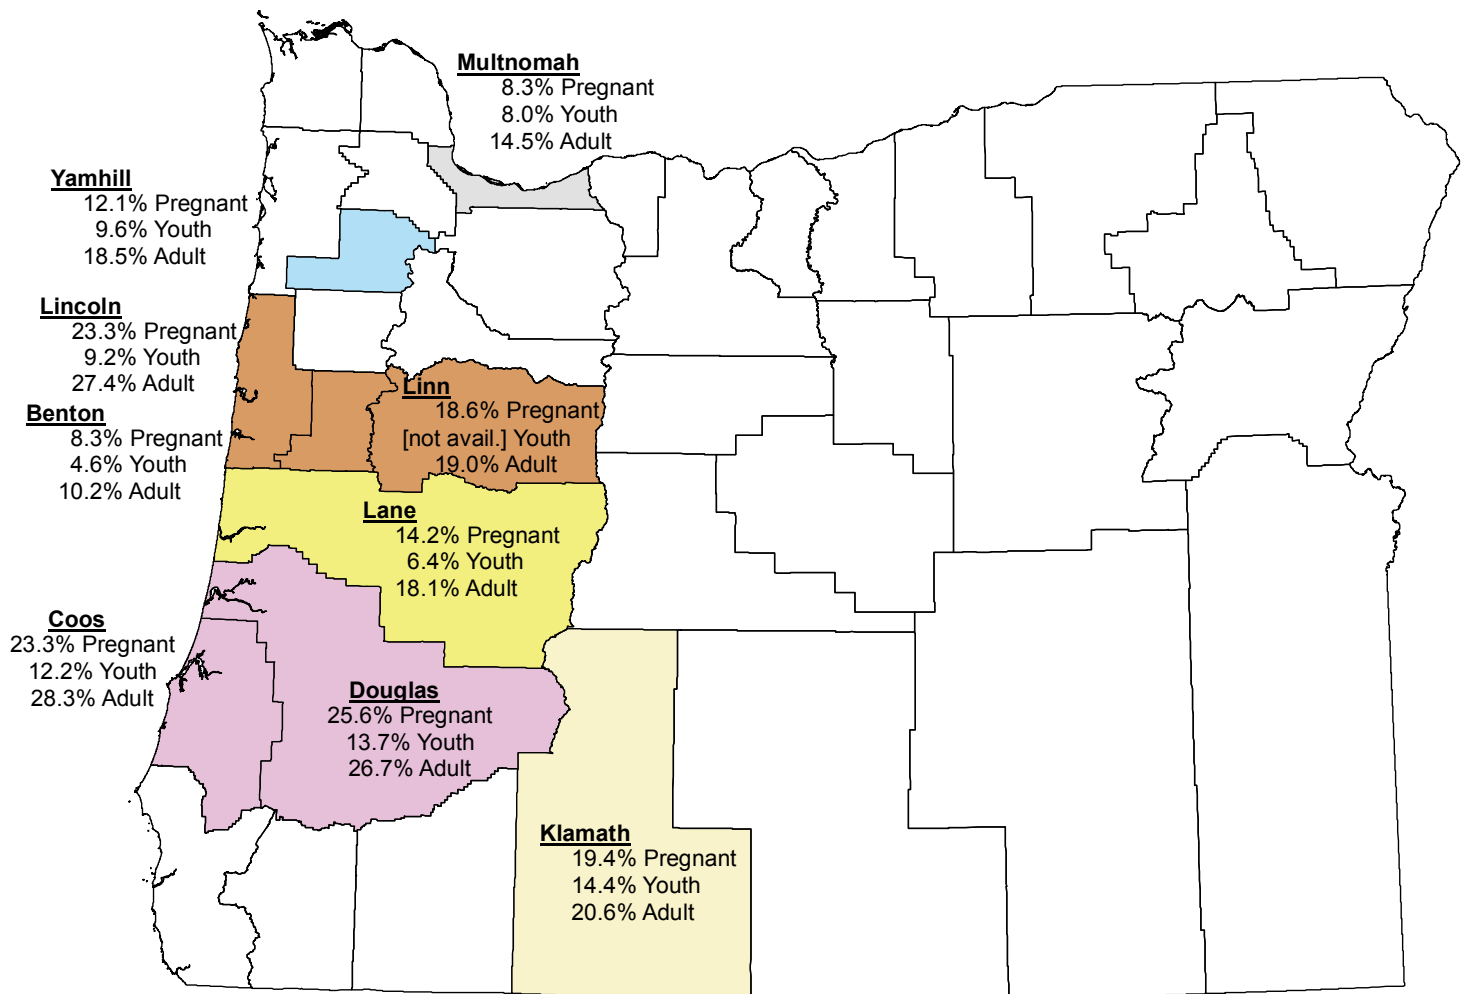 Multnomah
8.3% Pregnant
8.0% Youth
14.5% Adult
Yamhill
12.1% Pregnant
9.6% Youth
18.5% Adult
Lincoln
23.3% Pregnant
9.2% Youth
27.4% Adult
Benton
8.3% Pregnant
4.6% Youth
10.2% Adult
Linn
18.6% Pregnant
[not avail.] Youth
19.0% Adult
Lane
14.2% Pregnant
6.4% Youth
18.1% Adult
Coos
23.3% Pregnant
12.2% Youth
28.3% Adult
Douglas
25.6% Pregnant
13.7% Youth
26.7% Adult
Klamath
19.4% Pregnant
14.4% Youth
20.6% Adult